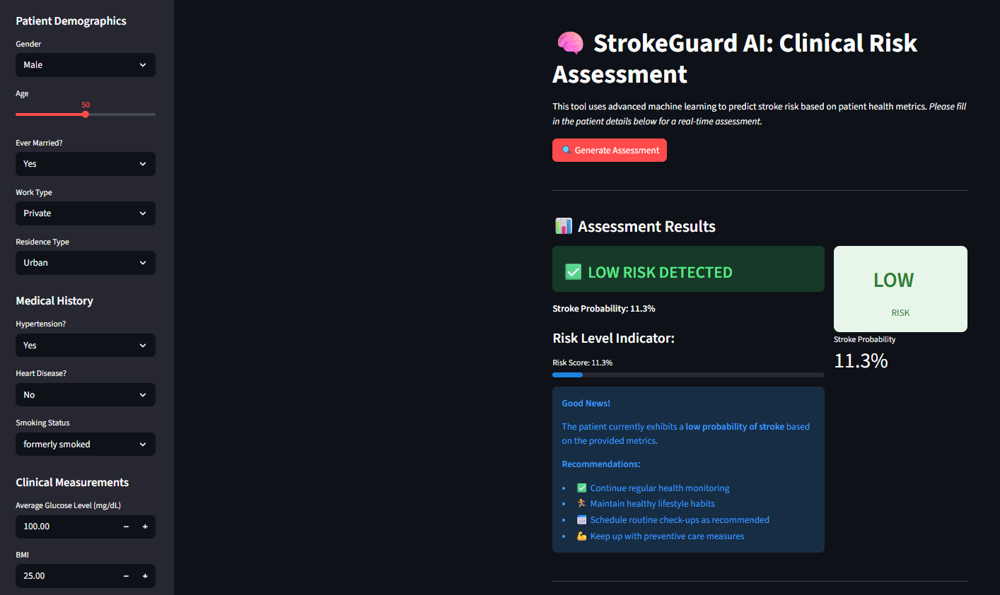 Patient Demographics
Gender
Male
Age
50
Ever Married?
Yes
Work Type
Private
Residence Type
Urban
Medical History
Hypertension?
Yes
Heart Disease?
No
Smoking Status
formerly smoked
Clinical Measurements
Average Glucose Level (mg/dL)
100.00
BMI
25.00
StrokeGuard AI: Clinical Risk
Assessment
This tool uses advanced machine learning to predict stroke risk based on patient health metrics. Please fill
in the patient details below for a real-time assessment.
Generate Assessment
Assessment Results
LOW RISK DETECTED
Stroke Probability: 11.3%
Risk Level Indicator:
Risk Score: 11.3%
Good News!
The patient currently exhibits a low probability of stroke based
on the provided metrics.
Recommendations:
Continue regular health monitoring
Maintain healthy lifestyle habits
Schedule routine check-ups as recommended
Keep up with preventive care measures
LOW
RISK
Stroke Probability
11.3%